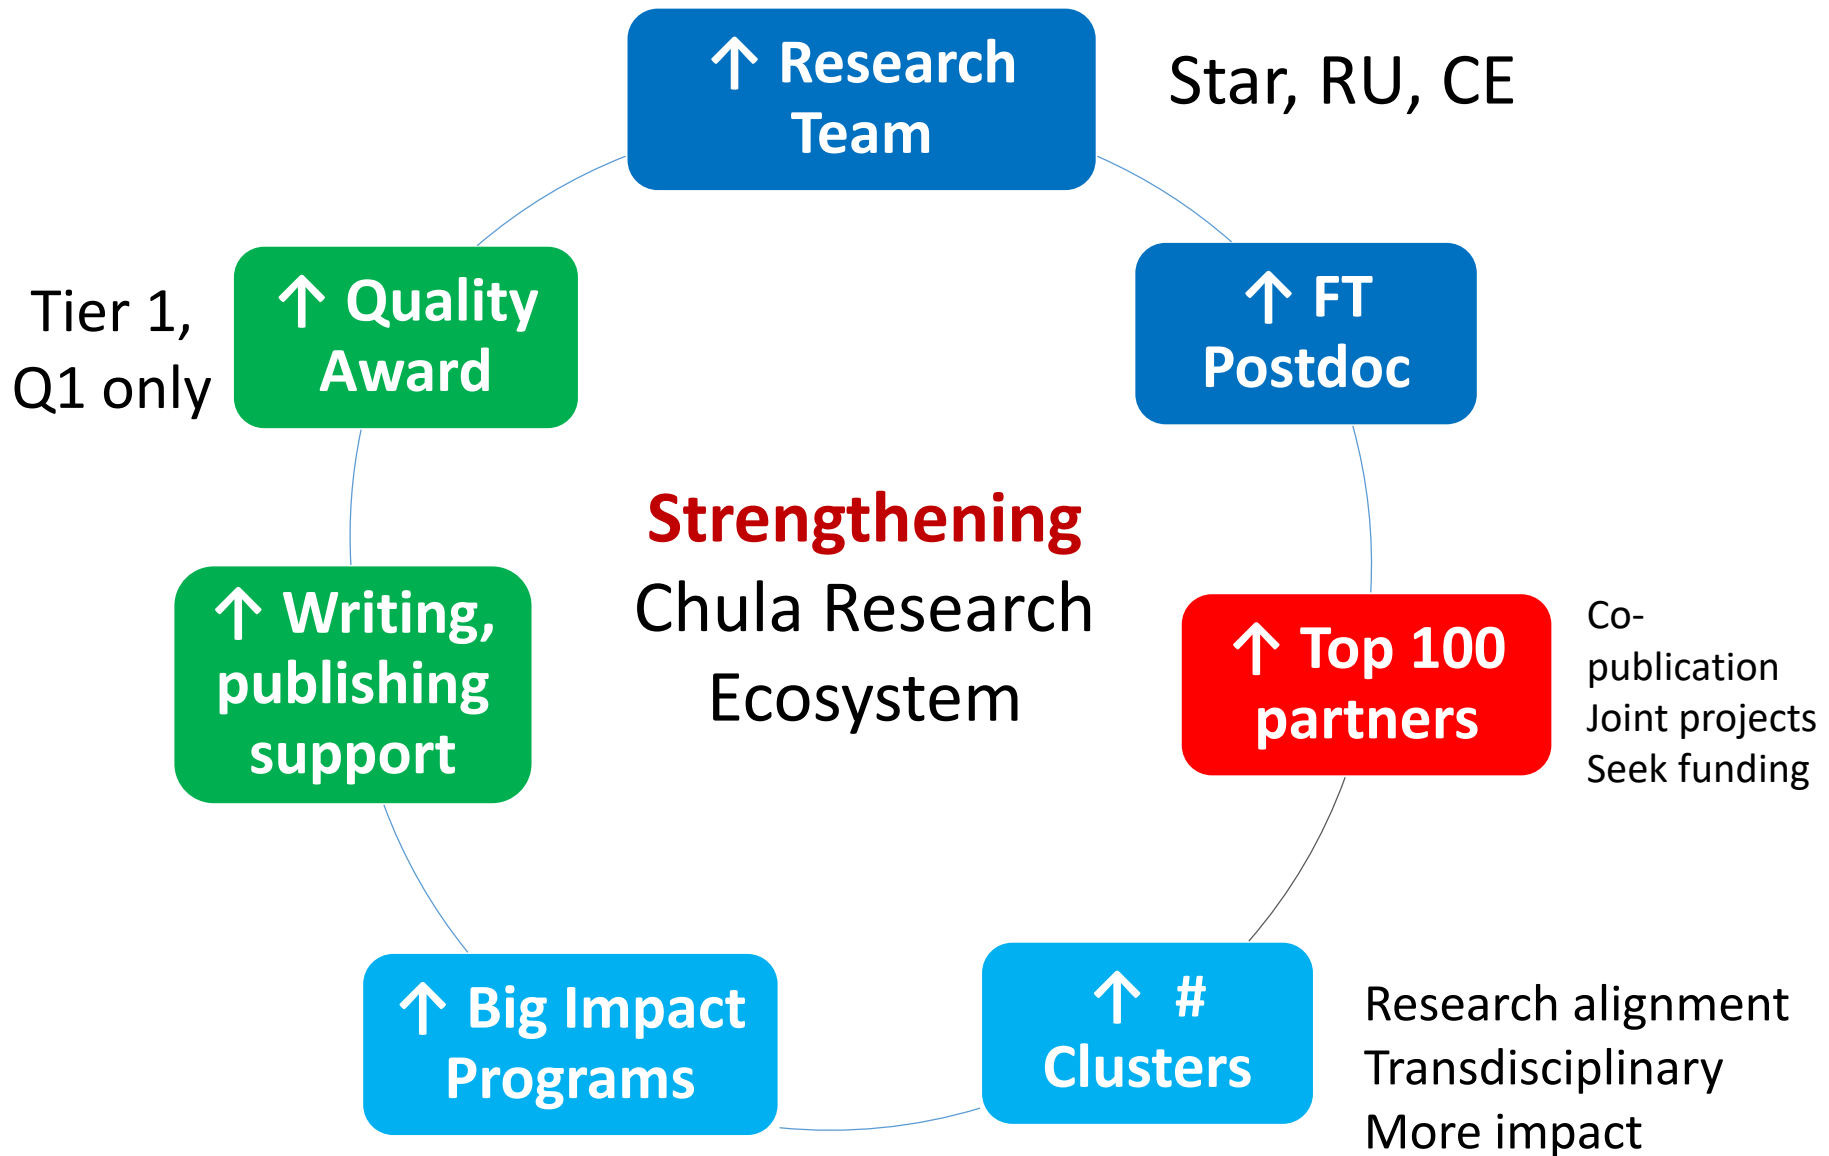 ↑ Research
Team
Star, RU, CE
↑ Quality
Award
Tier 1,
Q1 only
↑ FT
Postdoc
Strengthening
Chula Research
Ecosystem
↑ Writing,
publishing
support
↑ Top 100
partners
Co-
publication
Joint projects
Seek funding
↑ Big Impact
Programs
↑ #
Clusters
Research alignment
Transdisciplinary
More impact